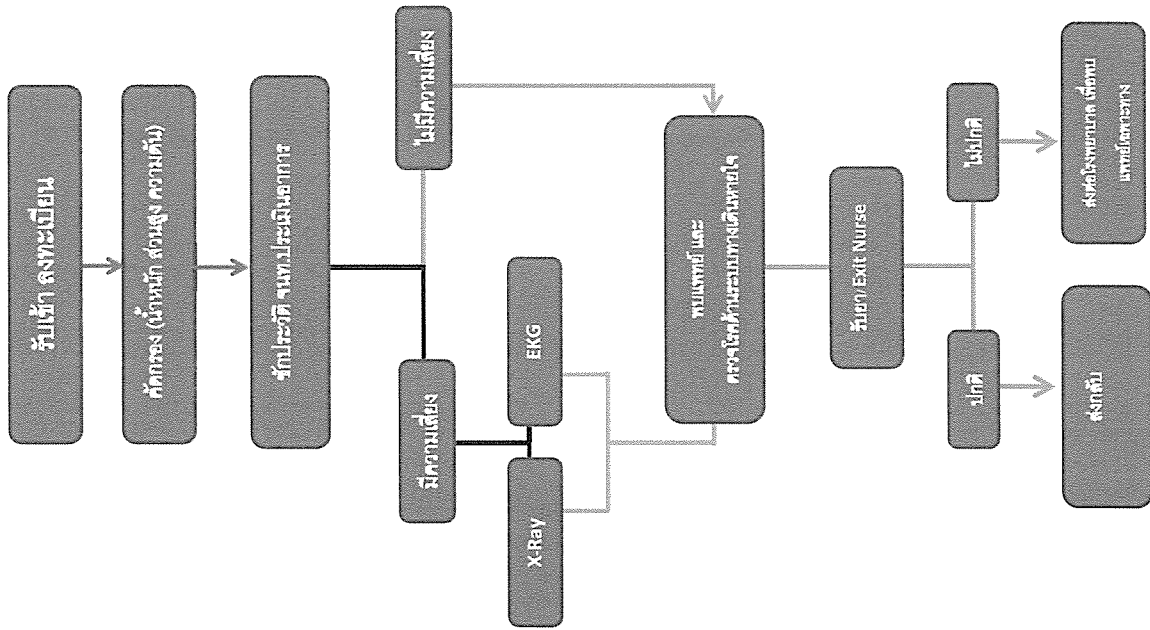 รับเข้า ลงทะเบียน
คัดกรอง (น้ำหนัก ส่วนสูง ความดัน)
ซักประวัติ จนท.ประเมินอาการ
มีความเสี่ยง
ไม่มีความเสี่ยง
X-Ray
EKG
พบแพทย์ และ
ตรวจโรคด้านระบบทางเดินหายใจ
รับยา/ Exit Nurse
ปกติ
ไม่ปกติ
ส่งกลับ
ส่งต่อโรงพยาบาล เพื่อพบ
แพทย์เฉพาะทาง